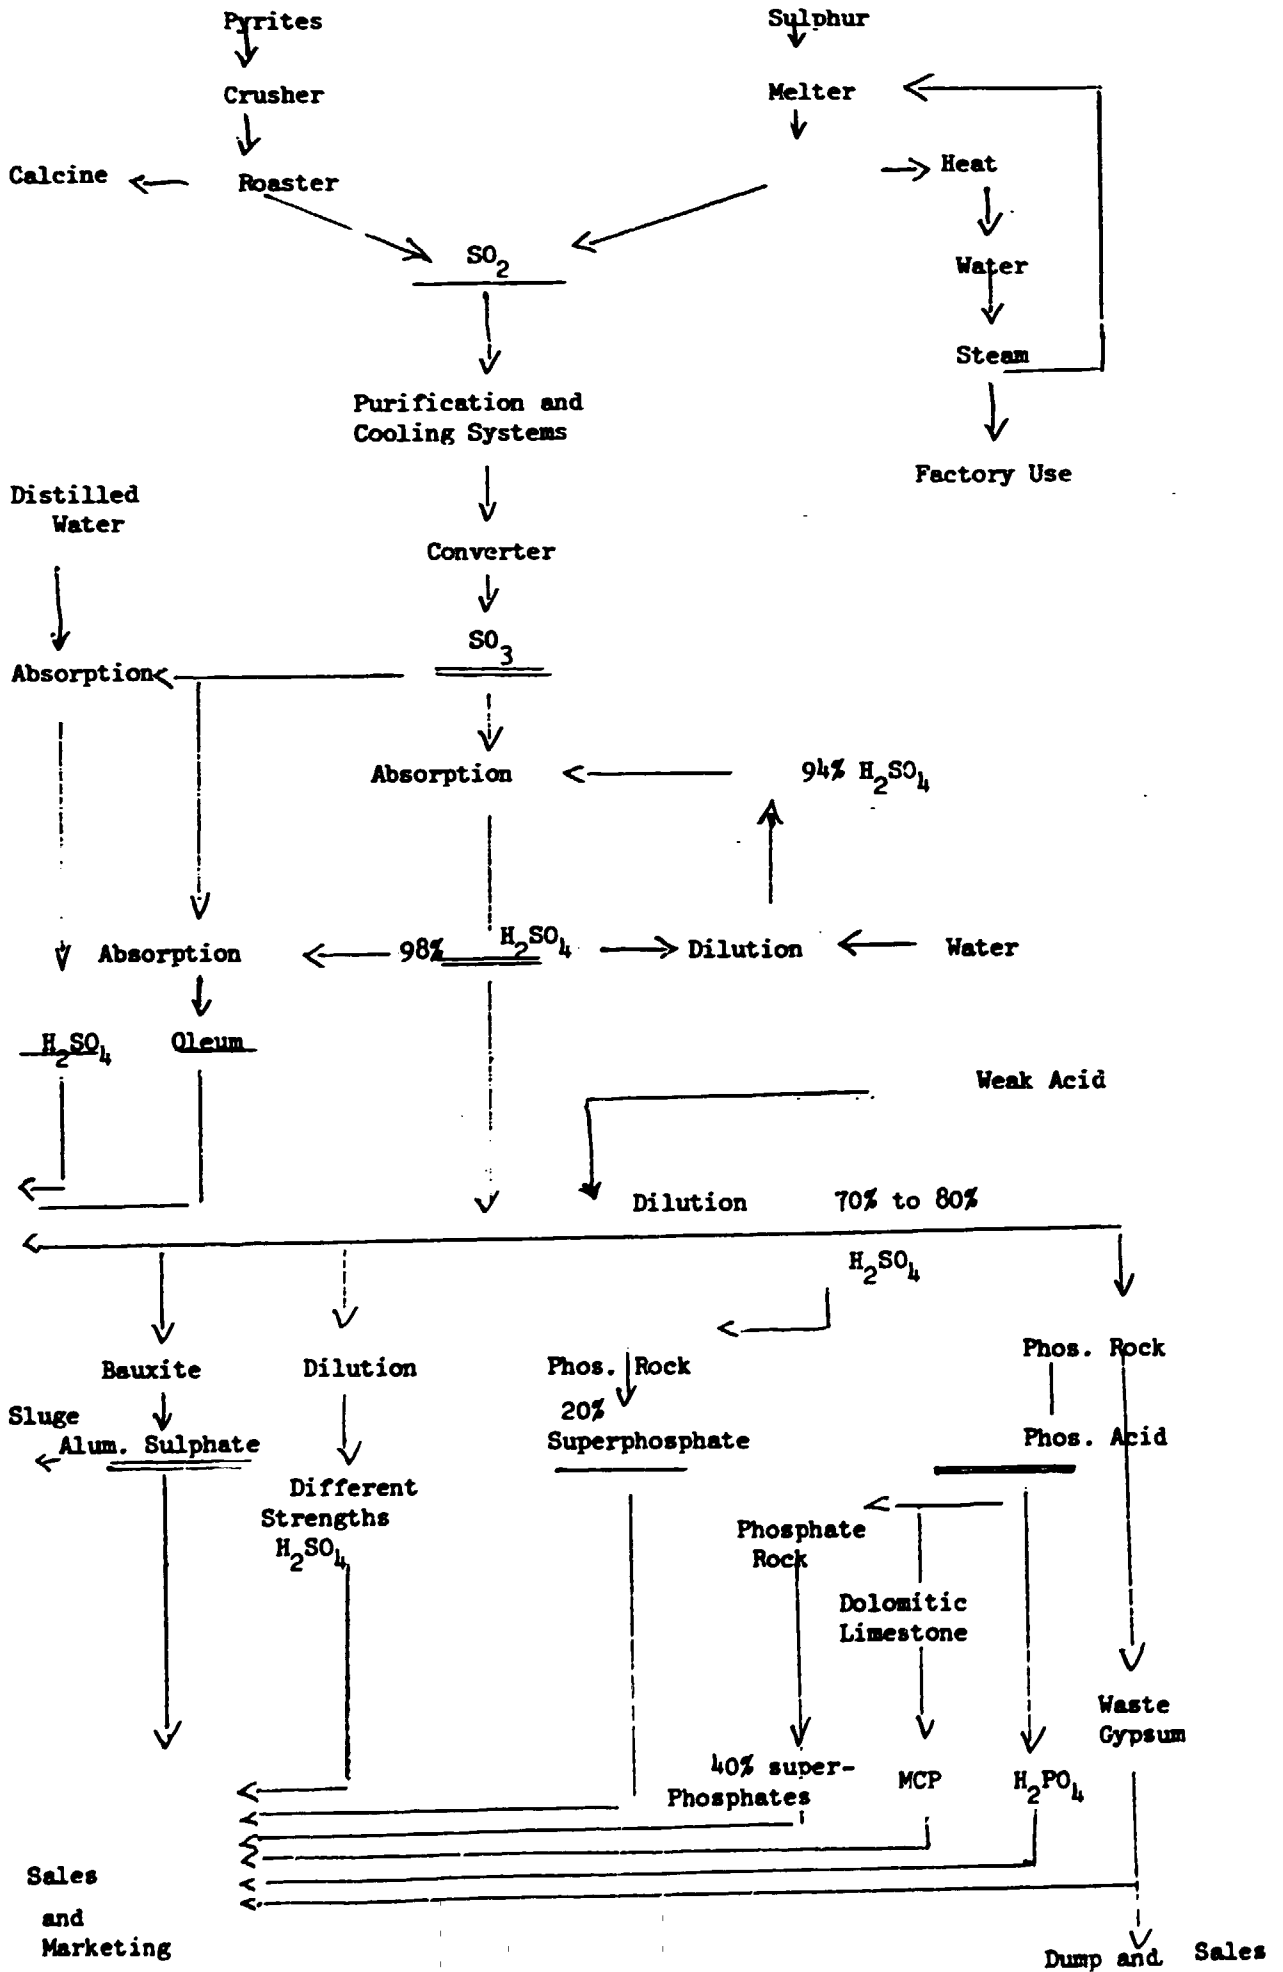 Pyrites
Sulphur
Crusher
Melter
Calcine
Roaster
Heat
SO2
Water
Steam
Purification and
Cooling Systems
Factory Use
Distilled
Water
Converter
SO3
Absorption
Absorption
94% H2SO4
Absorption
98% H2SO4
Dilution
Water
H2SO4
Oleum
Weak Acid
Dilution
70% to 80%
H2SO4
Bauxite
Dilution
Phos. Rock
Phos. Rock
Sluge
20%
Alum. Sulphate
Superphosphate
Phos. Acid
Different
Strengths
H2SO4
Phosphate
Rock
Dolomitic
Limestone
Waste
Gypsum
40% super-
Phosphates
MCP
H2PO4
Sales
and
Marketing
Dump and Sales